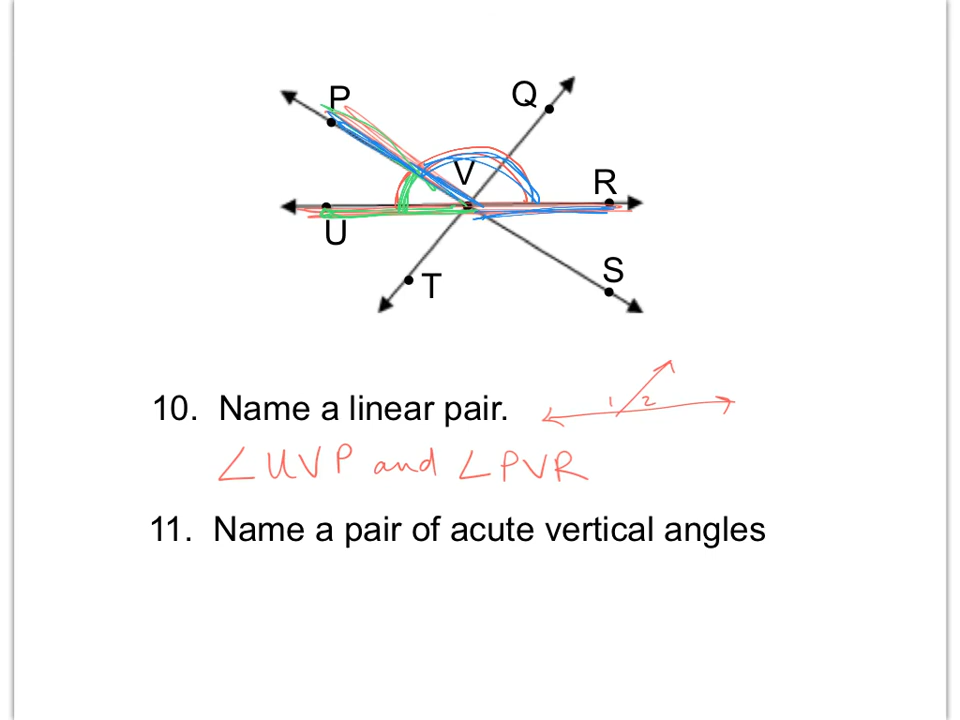 P
Q
V
R
U
S
T
10. Name a linear pair.
1 2
∠UVP and ∠PVR
11. Name a pair of acute vertical angles